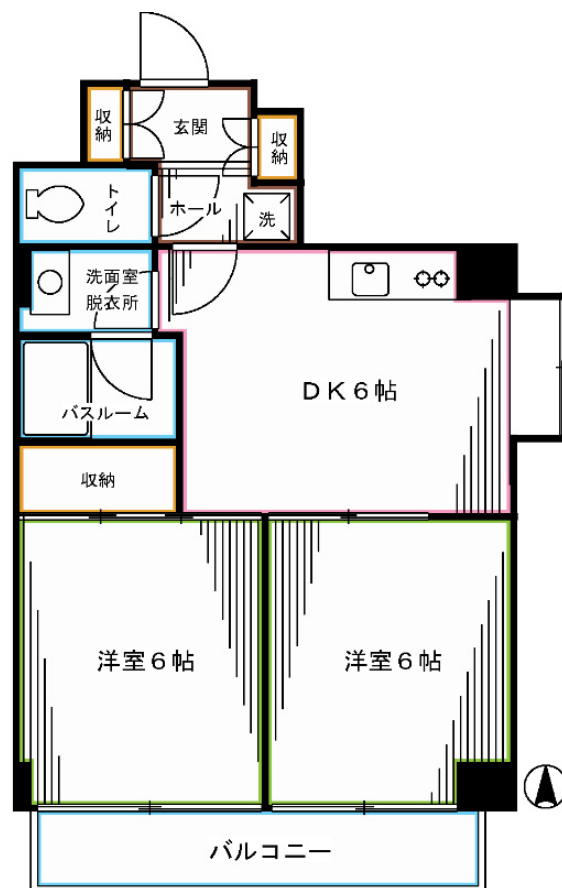 収納
玄関
収納
トイレ
ホール
洗
洗面室
脱衣所
DK6帖
バスルーム
収納
洋室6帖
洋室6帖
バルコニー